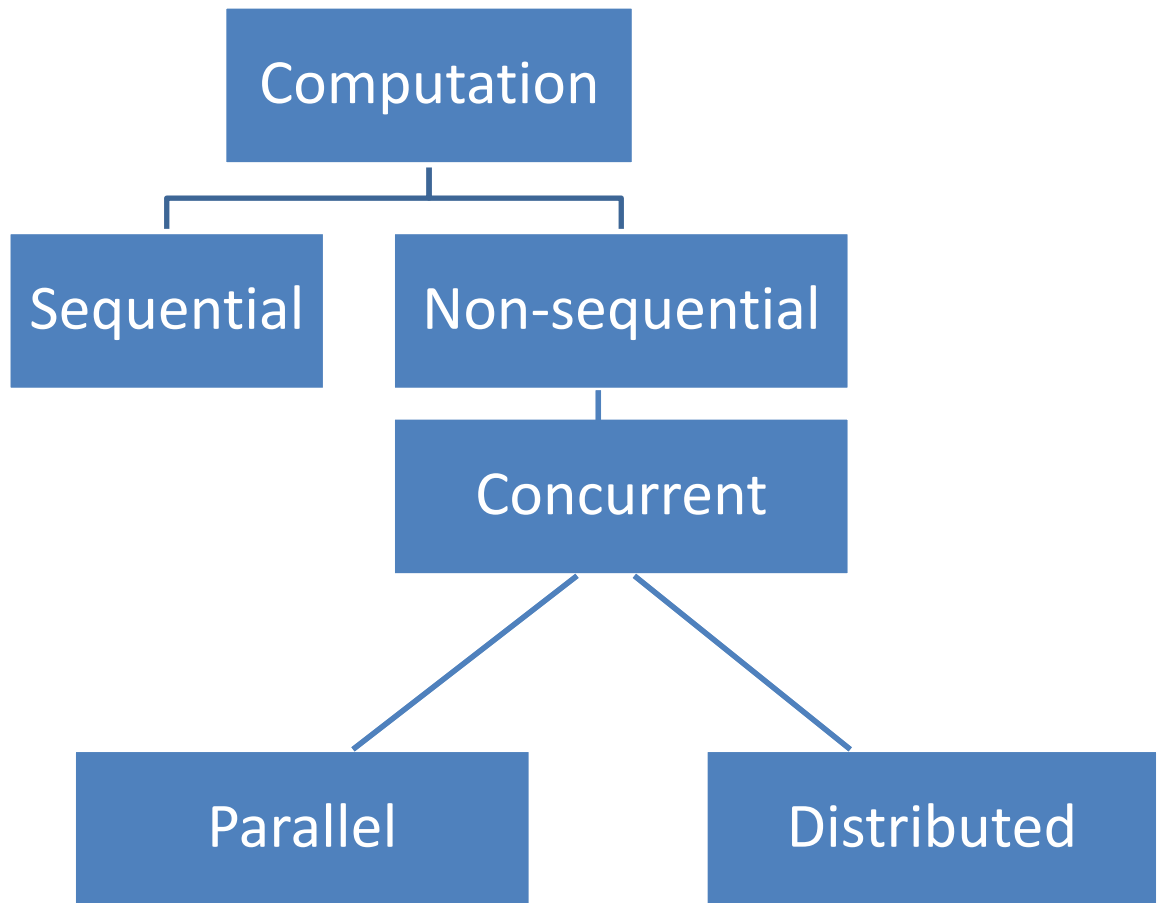 Computation
Sequential
Non-sequential
Concurrent
Parallel
Distributed